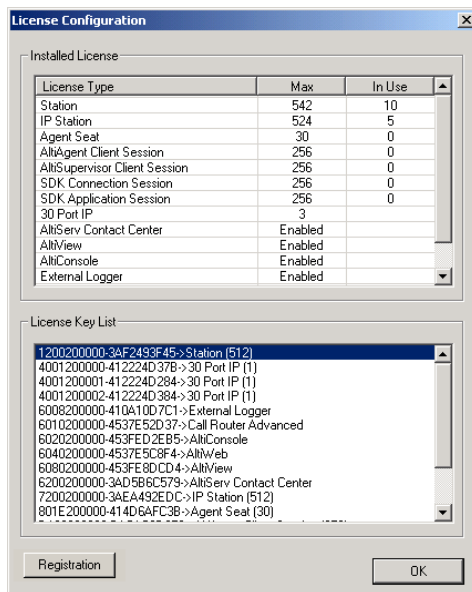 License Configuration
Installed License
License Type Max In Use
Station 542 10
IP Station 524 5
Agent Seat 30 0
AltiAgent Client Session 256 0
AltiSupervisor Client Session 256 0
SDK Connection Session 256 0
SDK Application Session 256 0
30 Port IP 3
AltiServ Contact Center Enabled
AltiView Enabled
AltiConsole Enabled
External Logger Enabled
License Key List
1200200000-3AF2493F45->Station (512)
4001200000-412224D37B->30 Port IP (1)
4001200001-412224D284->30 Port IP (1)
4001200002-412224D384->30 Port IP (1)
6008200000-410A10D7C1->External Logger
6010200000-4537E52D37->Call Router Advanced
6020200000-453FED2EB5->AltiConsole
6040200000-4537E5C8F4->AltiWeb
6080200000-453FE8DCD4->AltiView
6200200000-3AD5B6C579->AltiServ Contact Center
7200200000-3AEA492EDC->IP Station (512)
801E200000-414D6AFC3B->Agent Seat (30)
Registration
OK